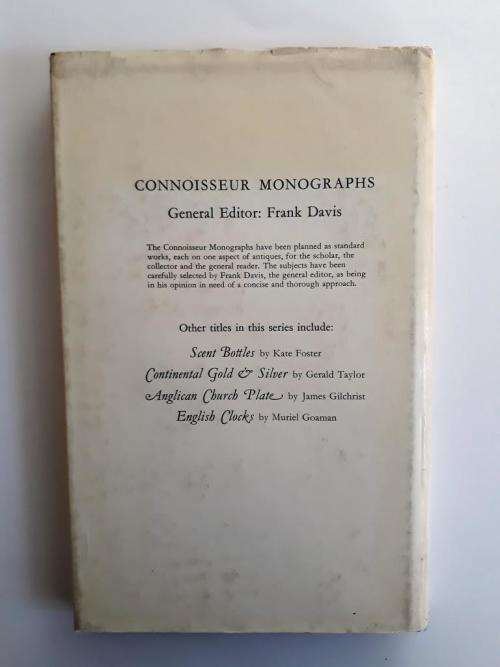 CONNOISSEUR MONOGRAPHS
General Editor: Frank Davis
The Connoisseur Monographs have been planned as standard
works, each on one aspect of antiques, for the scholar, the
collector and the general reader. The subjects have been
carefully selected by Frank Davis, the general editor, as being
in his opinion in need of a concise and thorough approach.
Other titles in this series include:
Scent Bottles by Kate Foster
Continental Gold & Silver by Gerald Taylor
Anglican Church Plate by James Gilchrist
English Clocks by Muriel Goaman